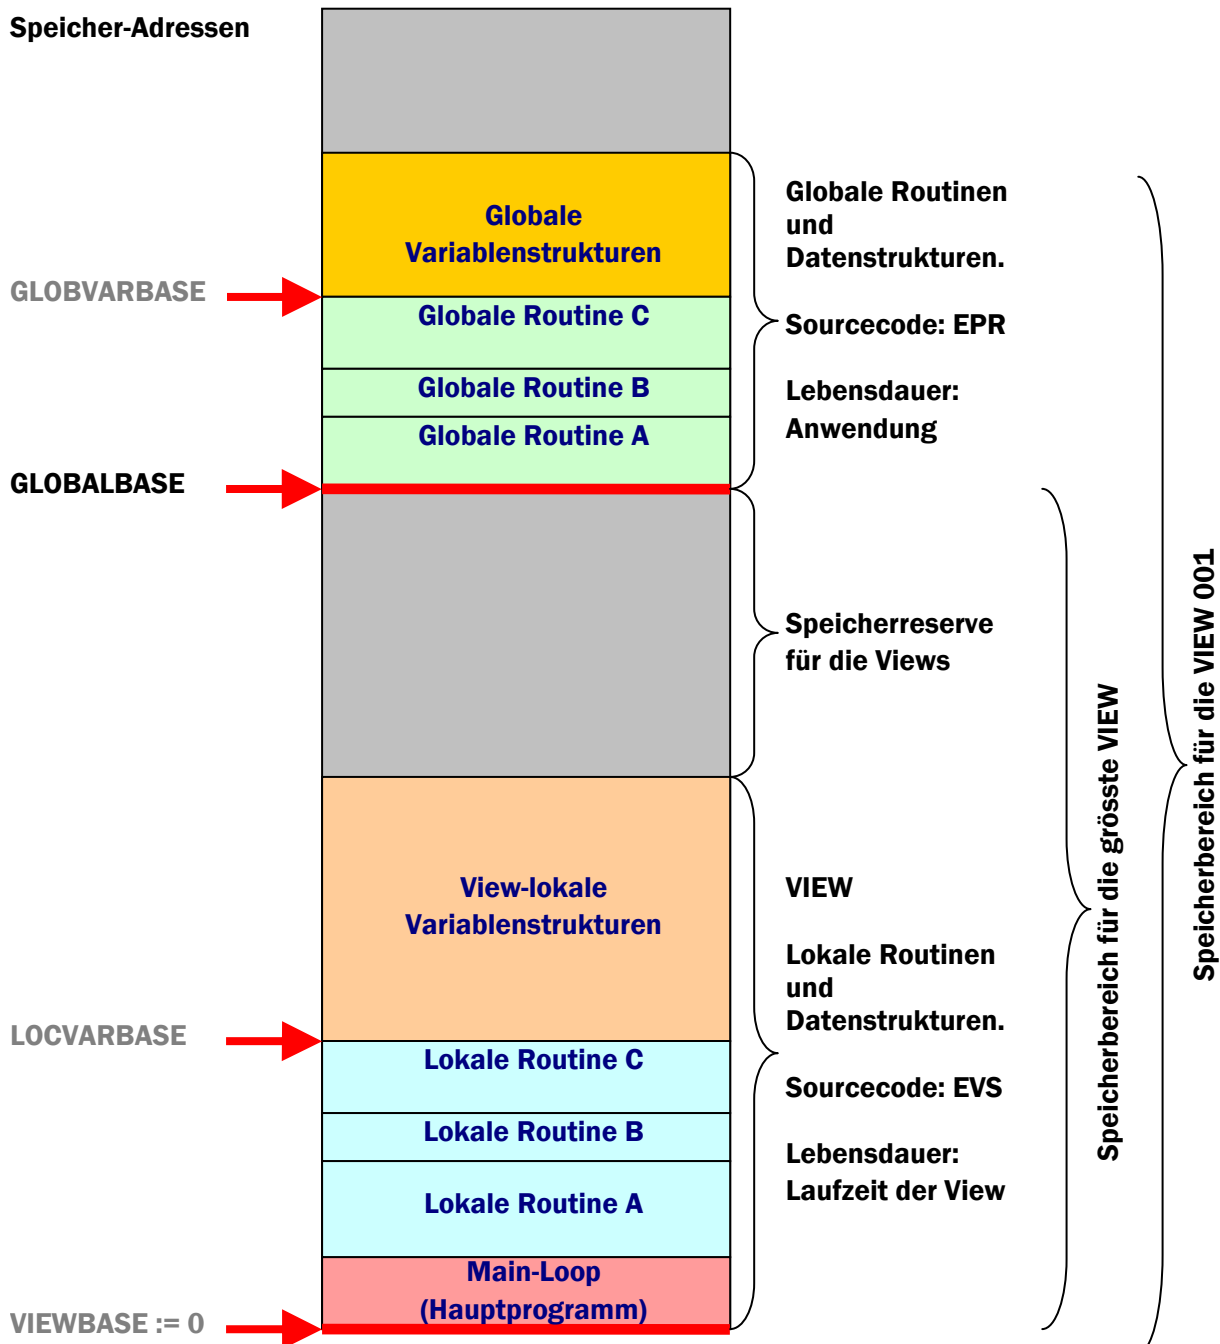 Speicher-Adressen
Globale
Variablenstrukturen
GLOBVARBASE
Globale Routine C
Globale Routine B
Globale Routine A
GLOBALBASE
Globale Routinen
und
Datenstrukturen.
Sourcecode: EPR
Lebensdauer:
Anwendung
Speicherreserve
für die Views
View-lokale
Variablenstrukturen
LOCVARBASE
Lokale Routine C
Lokale Routine B
Lokale Routine A
Main-Loop
(Hauptprogramm)
VIEWBASE := 0
VIEW
Lokale Routinen
und
Datenstrukturen.
Sourcecode: EVS
Lebensdauer:
Laufzeit der View
Speicherbereich für die grösste VIEW
Speicherbereich für die VIEW 001